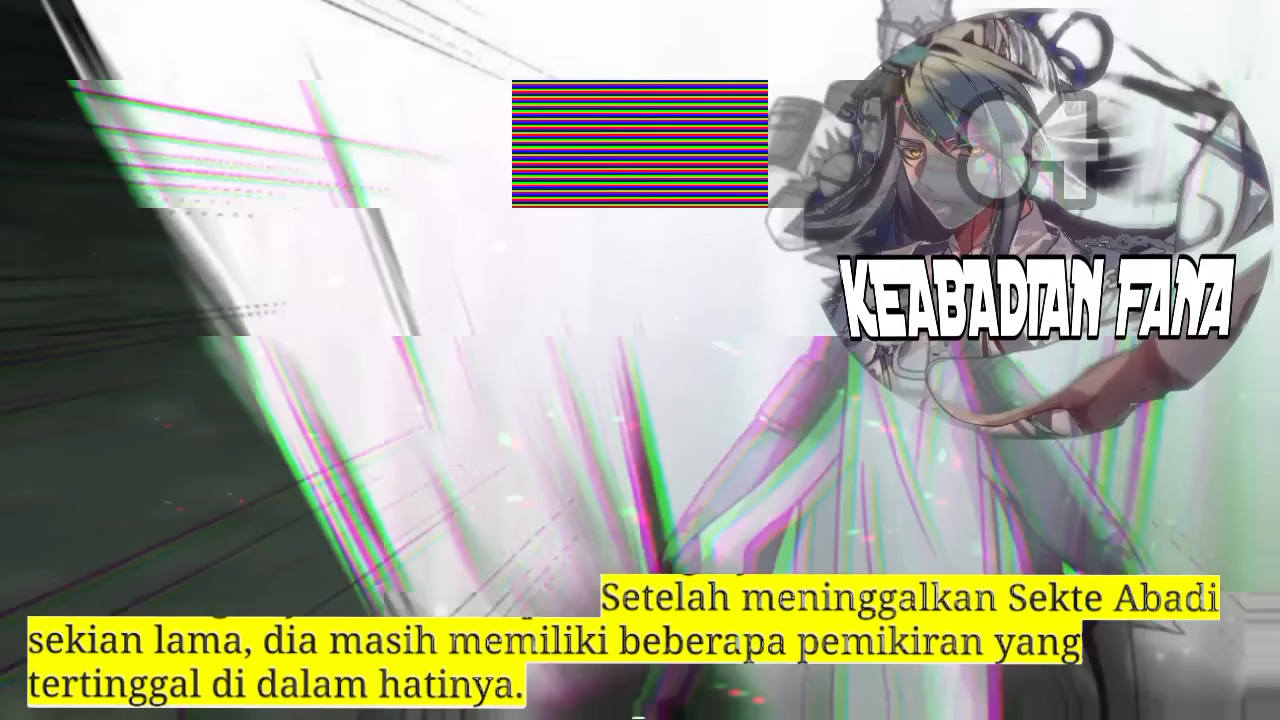 KEABADIAN FANA
Setelah meninggalkan Sekte Abadi
sekian lama, dia masih memiliki beberapa pemikiran yang
tertinggal di dalam hatinya.